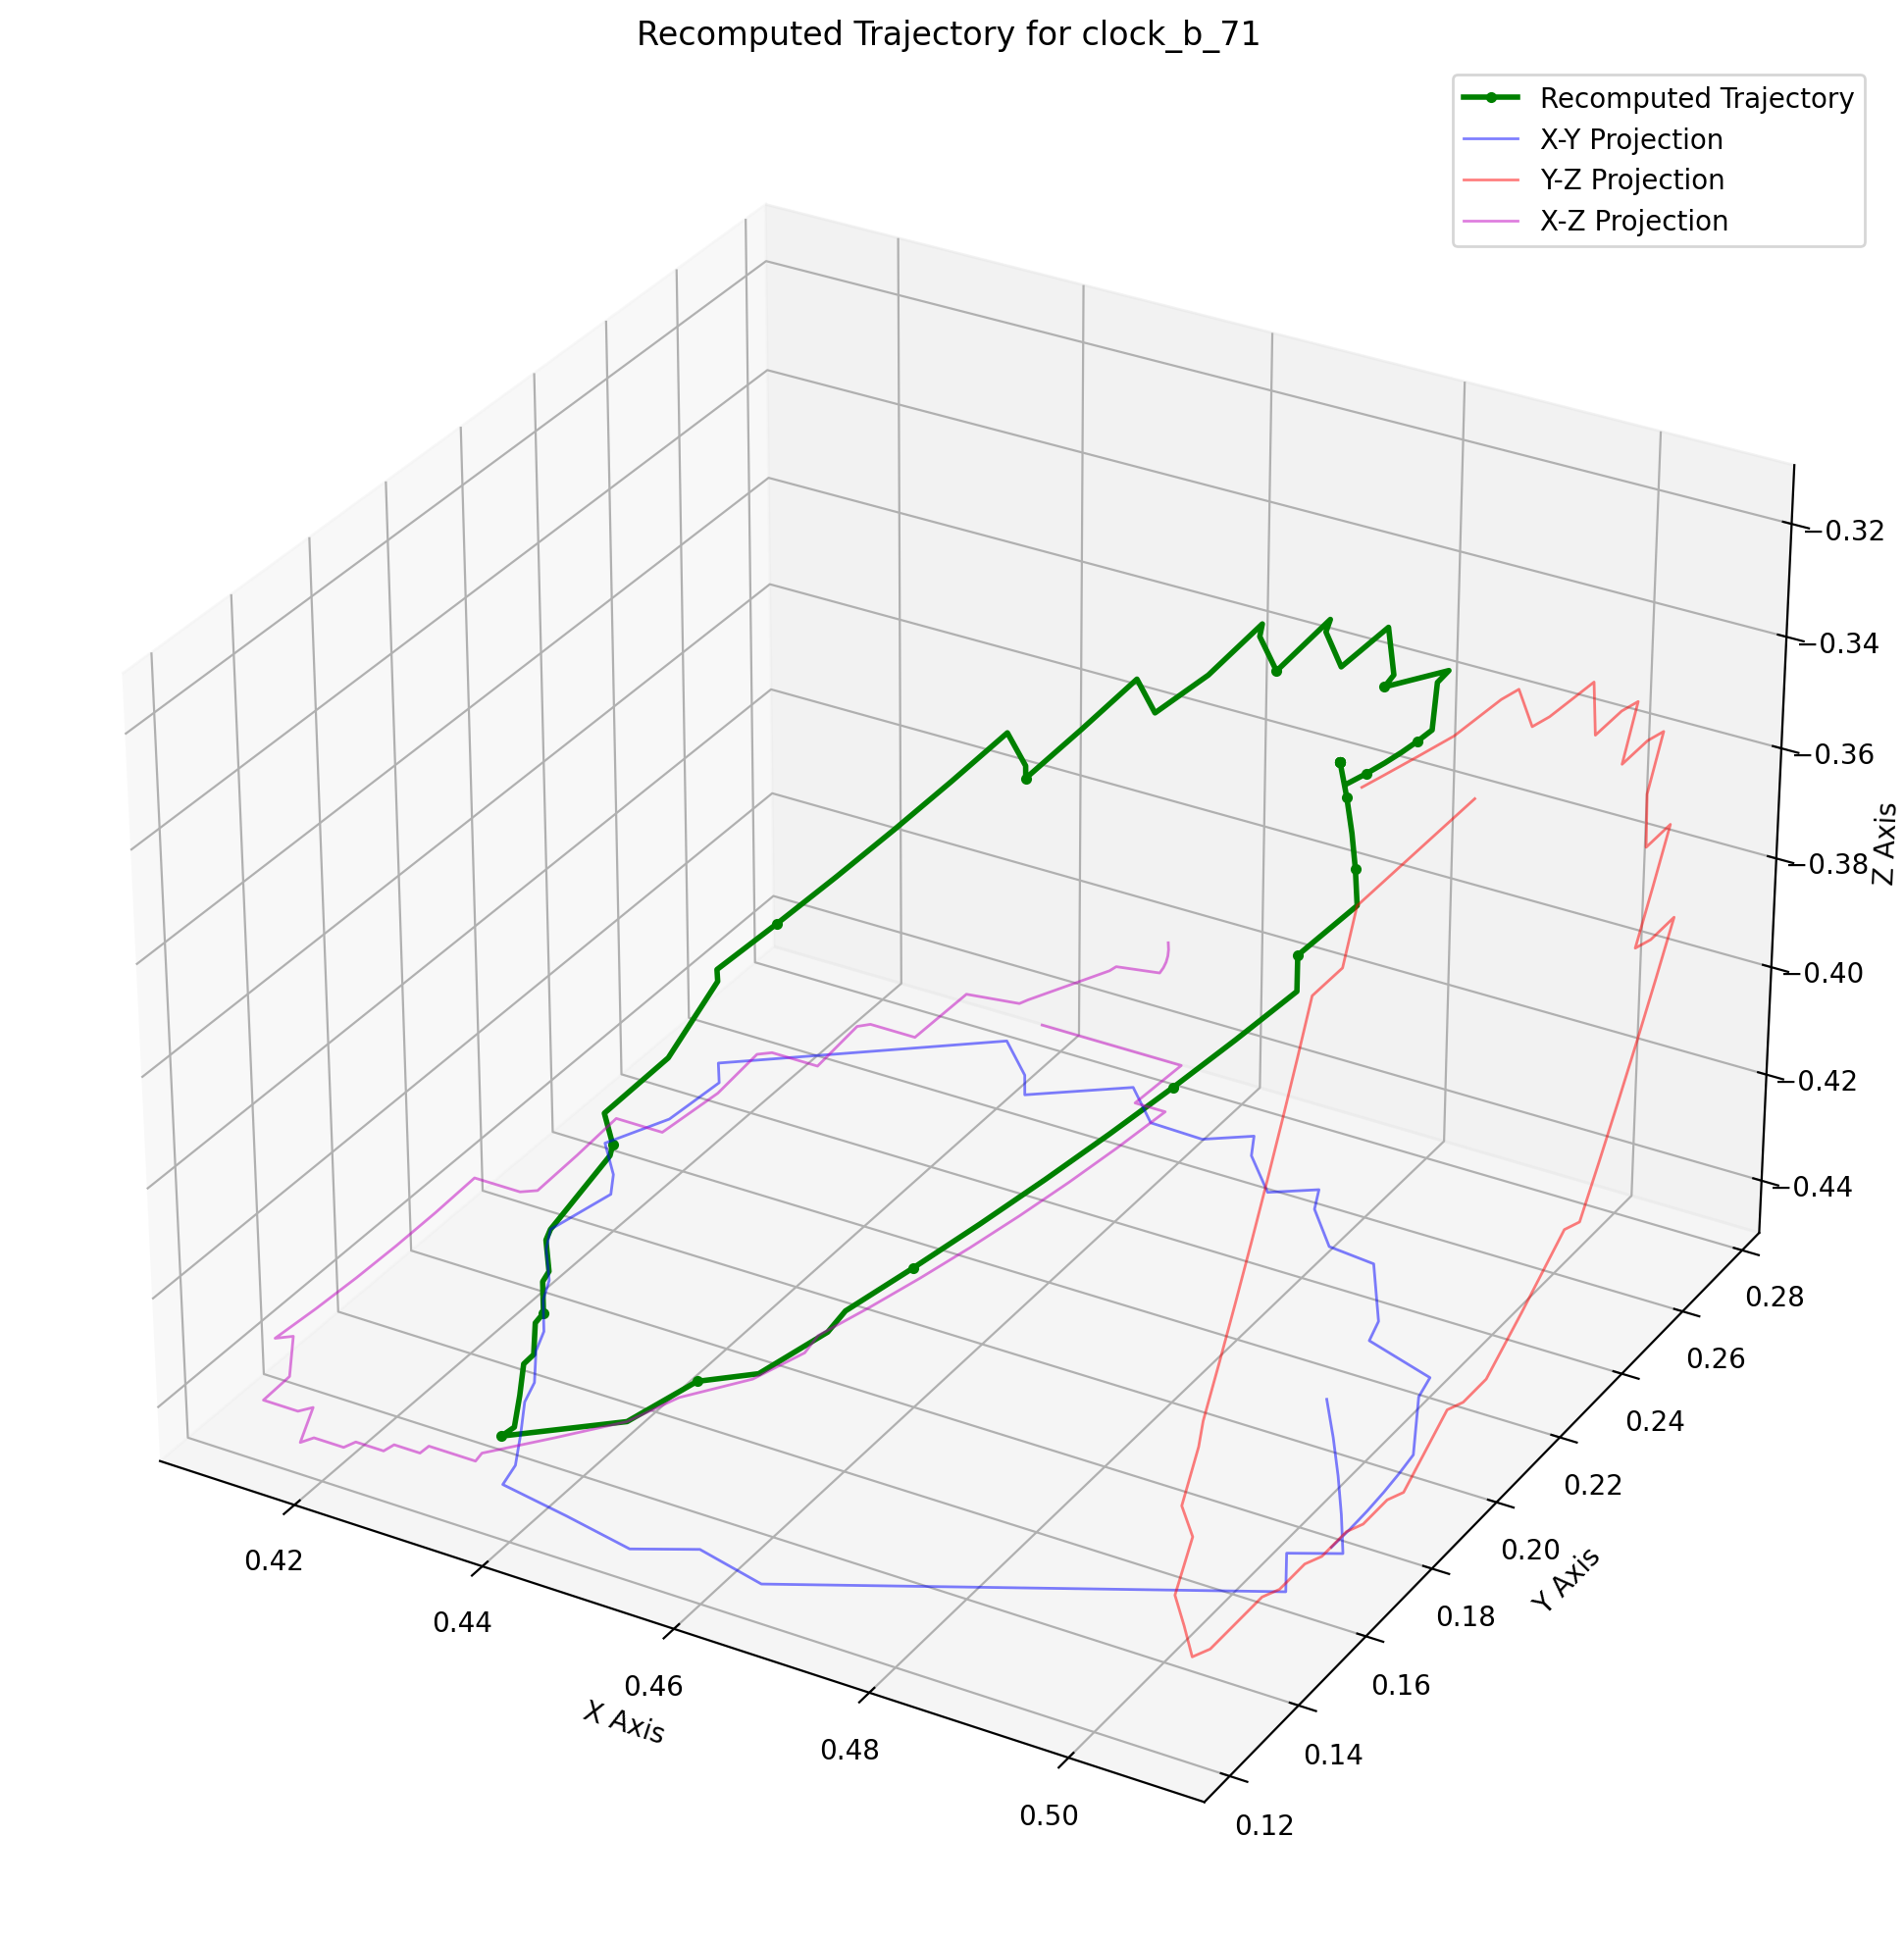 Recomputed Trajectory for clock_b_71
Recomputed Trajectory
X-Y Projection
Y-Z Projection
X-Z Projection
−0.32
−0.34
−0.36
−0.38
−0.40
−0.42
−0.44
Z Axis
0.28
0.26
0.24
0.22
0.20
0.18
0.16
0.14
0.12
Y Axis
0.42
0.44
0.46
0.48
0.50
X Axis